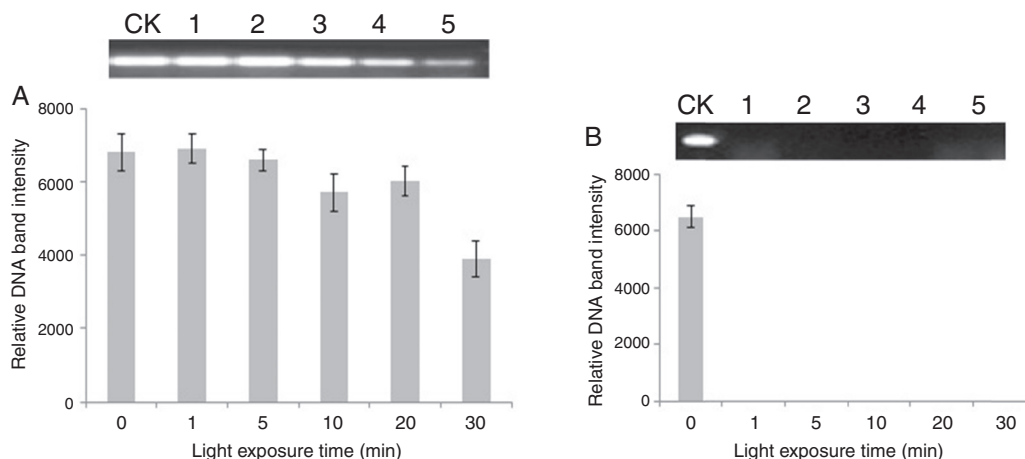 CK 1 2 3 4 5
A
Relative DNA band intensity
8000
6000
4000
2000
0
0 1 5 10 20 30
Light exposure time (min)
CK 1 2 3 4 5
B
Relative DNA band intensity
8000
6000
4000
2000
0
0 1 5 10 20 30
Light exposure time (min)